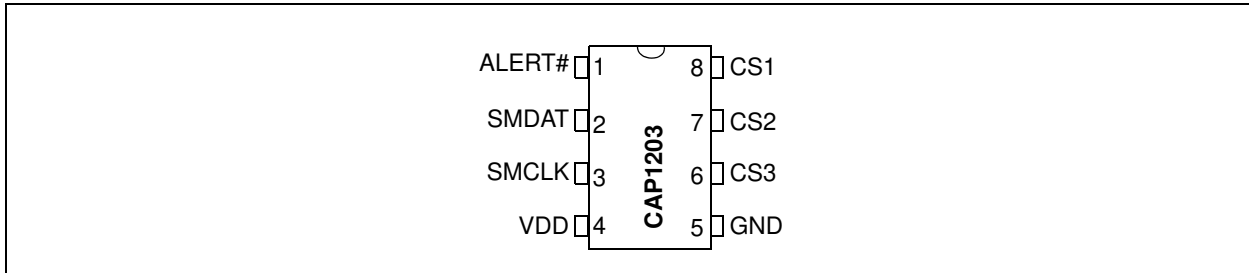 ALERT# 1 8 CS1
SMDAT 2 7 CS2
SMCLK 3 6 CS3
VDD 4 5 GND
CAP1203